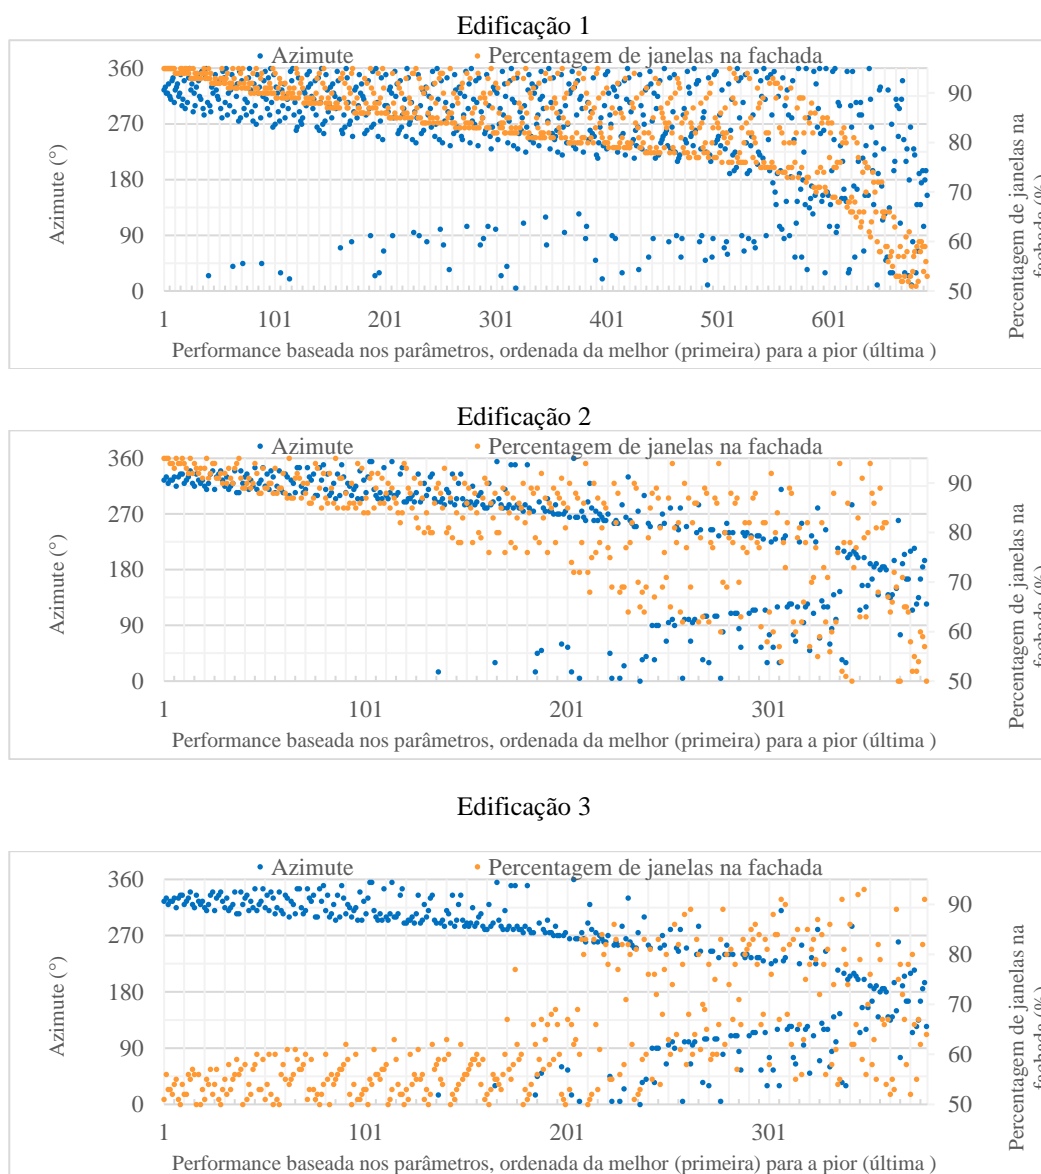 Edificação 1
Azimute
Percentagem de janelas na fachada
360
270
180
90
0
90
80
70
60
50
Azimute (°)
Percentagem de janelas na
fachada (%)
1
101
201
301
401
501
601
Performance baseada nos parâmetros, ordenada da melhor (primeira) para a pior (última )
Edificação 2
Azimute
Percentagem de janelas na fachada
360
270
180
90
0
90
80
70
60
50
Azimute (°)
Percentagem de janelas na
fachada (%)
1
101
201
301
Performance baseada nos parâmetros, ordenada da melhor (primeira) para a pior (última )
Edificação 3
Azimute
Percentagem de janelas na fachada
360
270
180
90
0
90
80
70
60
50
Azimute (°)
Percentagem de janelas na
fachada (%)
1
101
201
301
Performance baseada nos parâmetros, ordenada da melhor (primeira) para a pior (última )